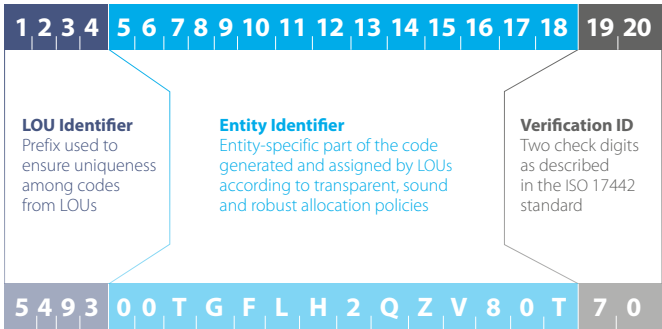 1 2 3 4 5 6 7 8 9 10 11 12 13 14 15 16 17 18 19 20
LOU Identifier
Prefix used to
ensure uniqueness
among codes
from LOUs
Entity Identifier
Entity-specific part of the code
generated and assigned by LOUs
according to transparent, sound
and robust allocation policies
Verification ID
Two check digits
as described
in the ISO 17442
standard
5 4 9 3 0 0 T G F L H 2 Q Z V 8 0 T 7 0